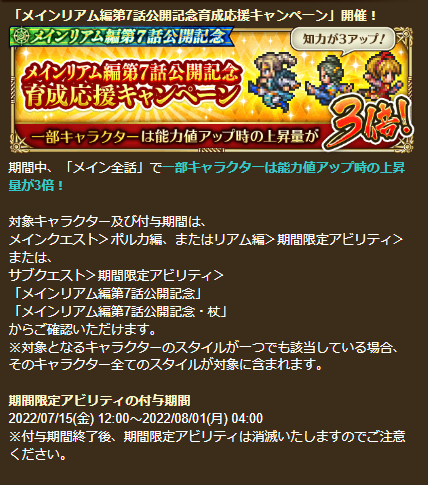 「メインリアム編第7話公開記念育成応援キャンペーン」開催！
メインリアム編第7話公開記念
知力が3アップ！
メインリアム編第7話公開記念
育成応援キャンペーン
一部キャラクターは能力値アップ時の上昇量が
3倍！
期間中、「メイン全話」で一部キャラクターは能力値アップ時の上昇
量が3倍！
対象キャラクター及び付与期間は、
メインクエスト＞ポルカ編、またはリアム編＞期間限定アビリティ＞
または、
サブクエスト＞期間限定アビリティ＞
「メインリアム編第7話公開記念」
「メインリアム編第7話公開記念・杖」
からご確認いただけます。
※対象となるキャラクターのスタイルが一つでも該当している場合、
そのキャラクター全てのスタイルが対象に含まれます。
期間限定アビリティの付与期間
2022/07/15(金) 12:00～2022/08/01(月) 04:00
※付与期間終了後、期間限定アビリティは消滅いたしますのでご注意
ください。